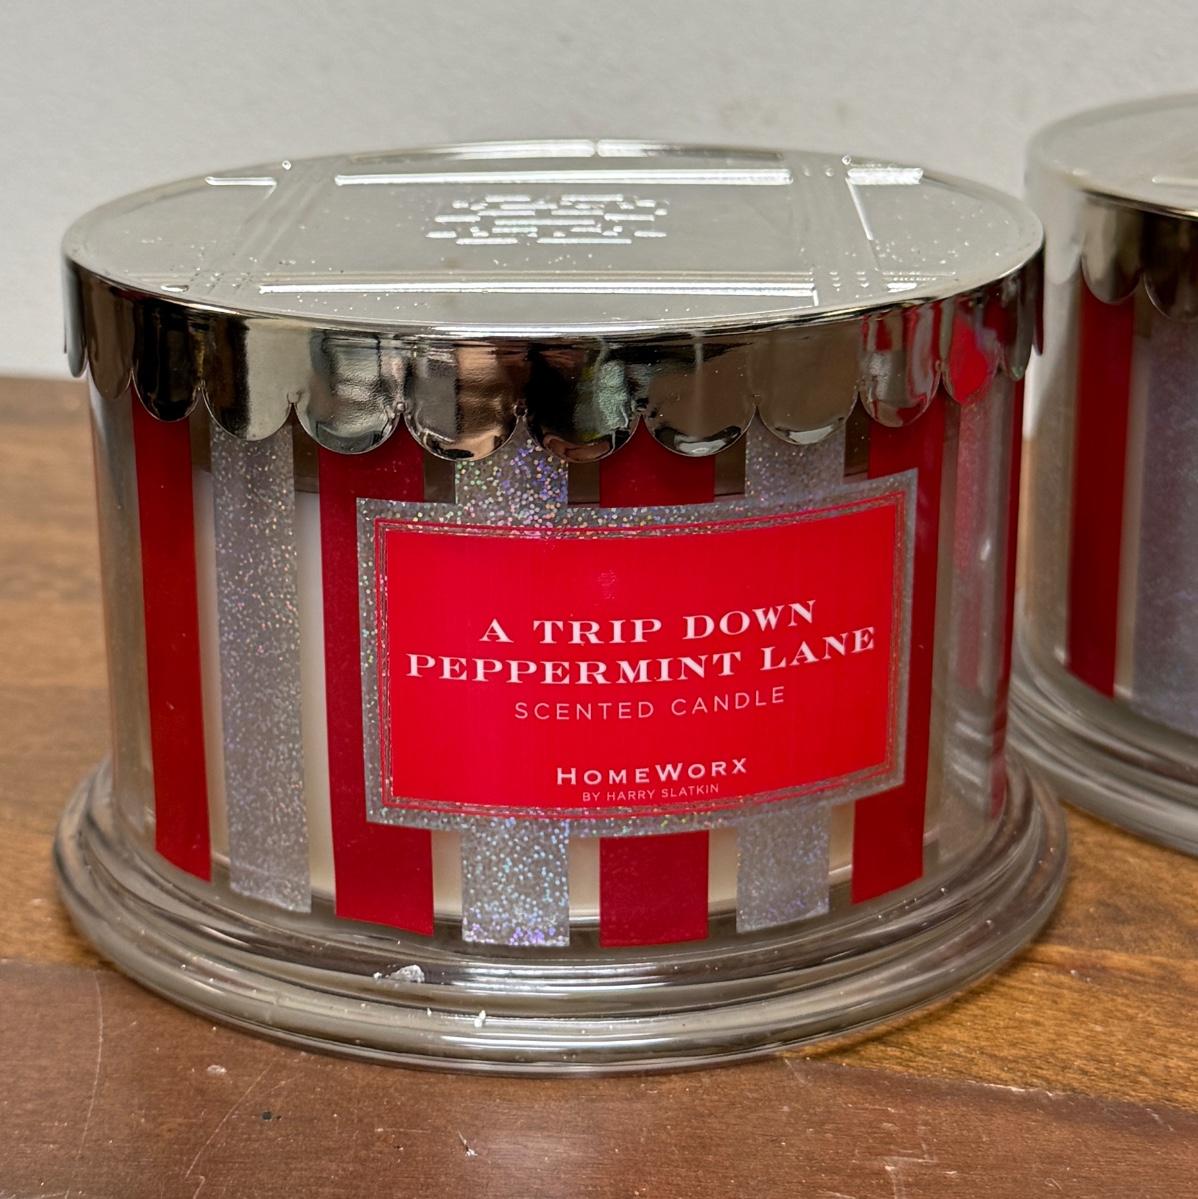 A TRIP DOWN
PEPPERMINT LANE
SCENTED CANDLE
HOMEWORX
BY HARRY SLATKIN